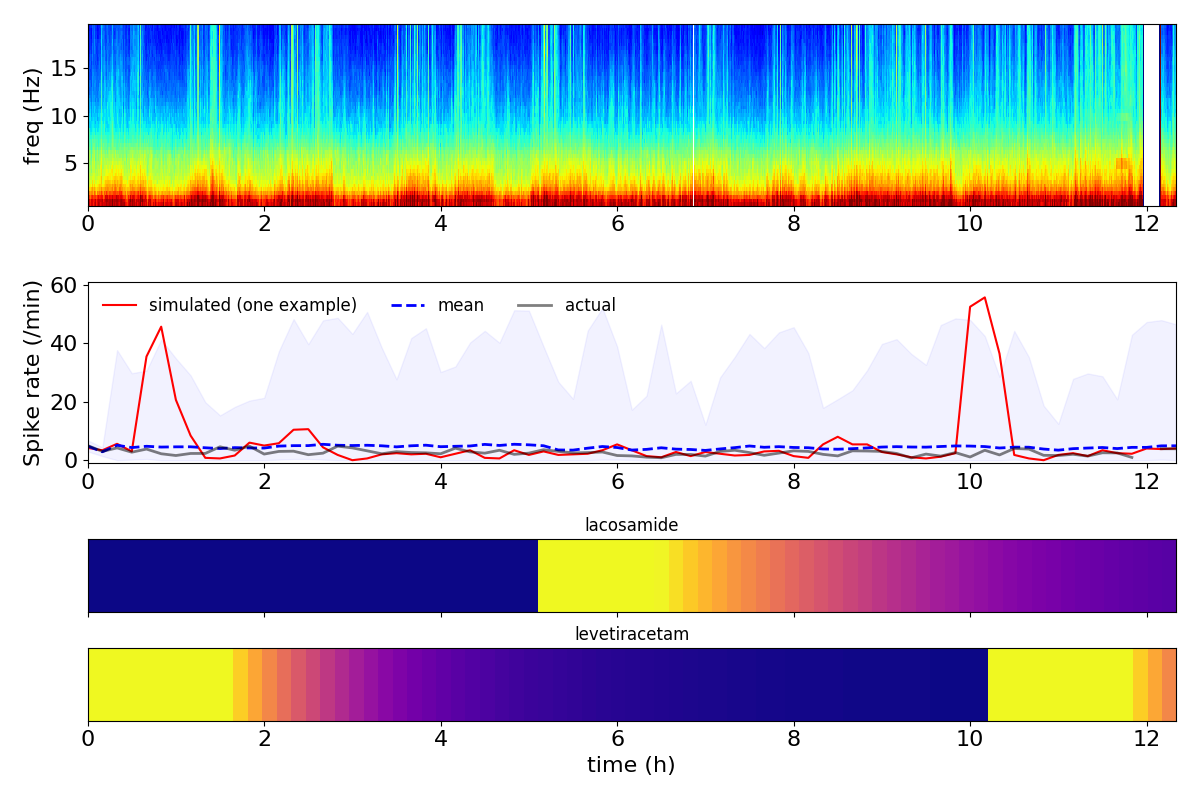 freq (Hz)
15
10
5
0 2 4 6 8 10 12
Spike rate (/min)
60
40
20
0
simulated (one example) mean actual
0 2 4 6 8 10 12
lacosamide
levetiracetam
0 2 4 6 8 10 12
time (h)